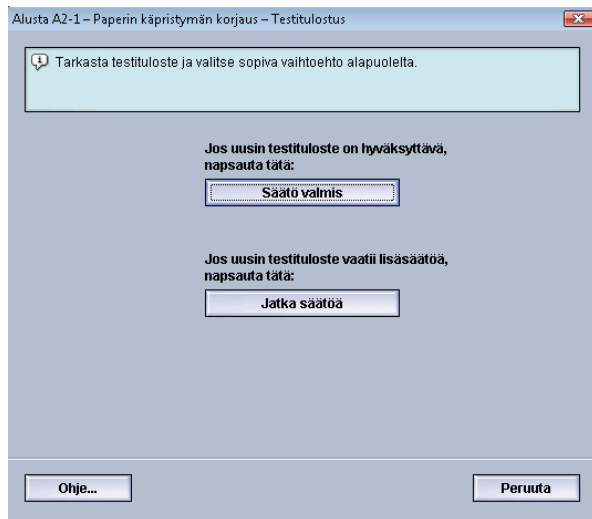 Alusta A2-1 – Paperin käpristymän korjaus – Testitulostus
Tarkasta testituloste ja valitse sopiva vaihtoehto alapuolelta.
Jos uusin testituloste on hyväksyttävä,
napsauta tätä:
Säätö valmis
Jos uusin testituloste vaatii lisäsäätöä,
napsauta tätä:
Jatka säätöä
Ohje...
Peruuta